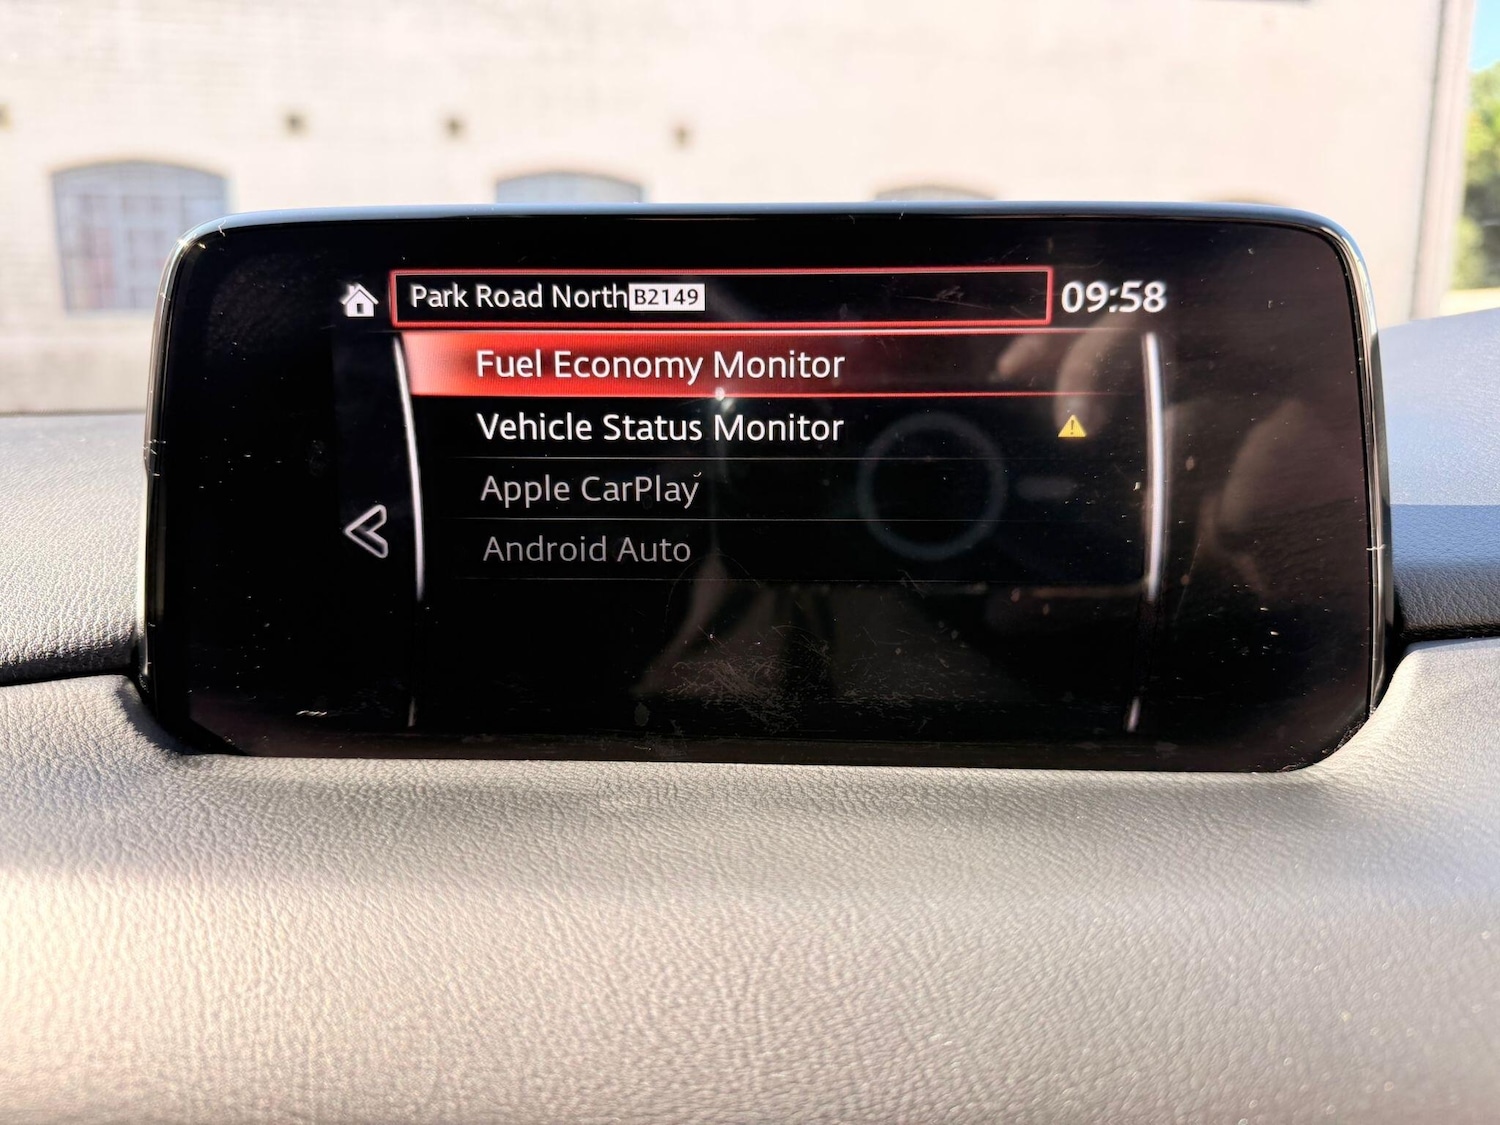 Park Road North B2149 09:58
Fuel Economy Monitor
Vehicle Status Monitor
Apple CarPlay
Android Auto